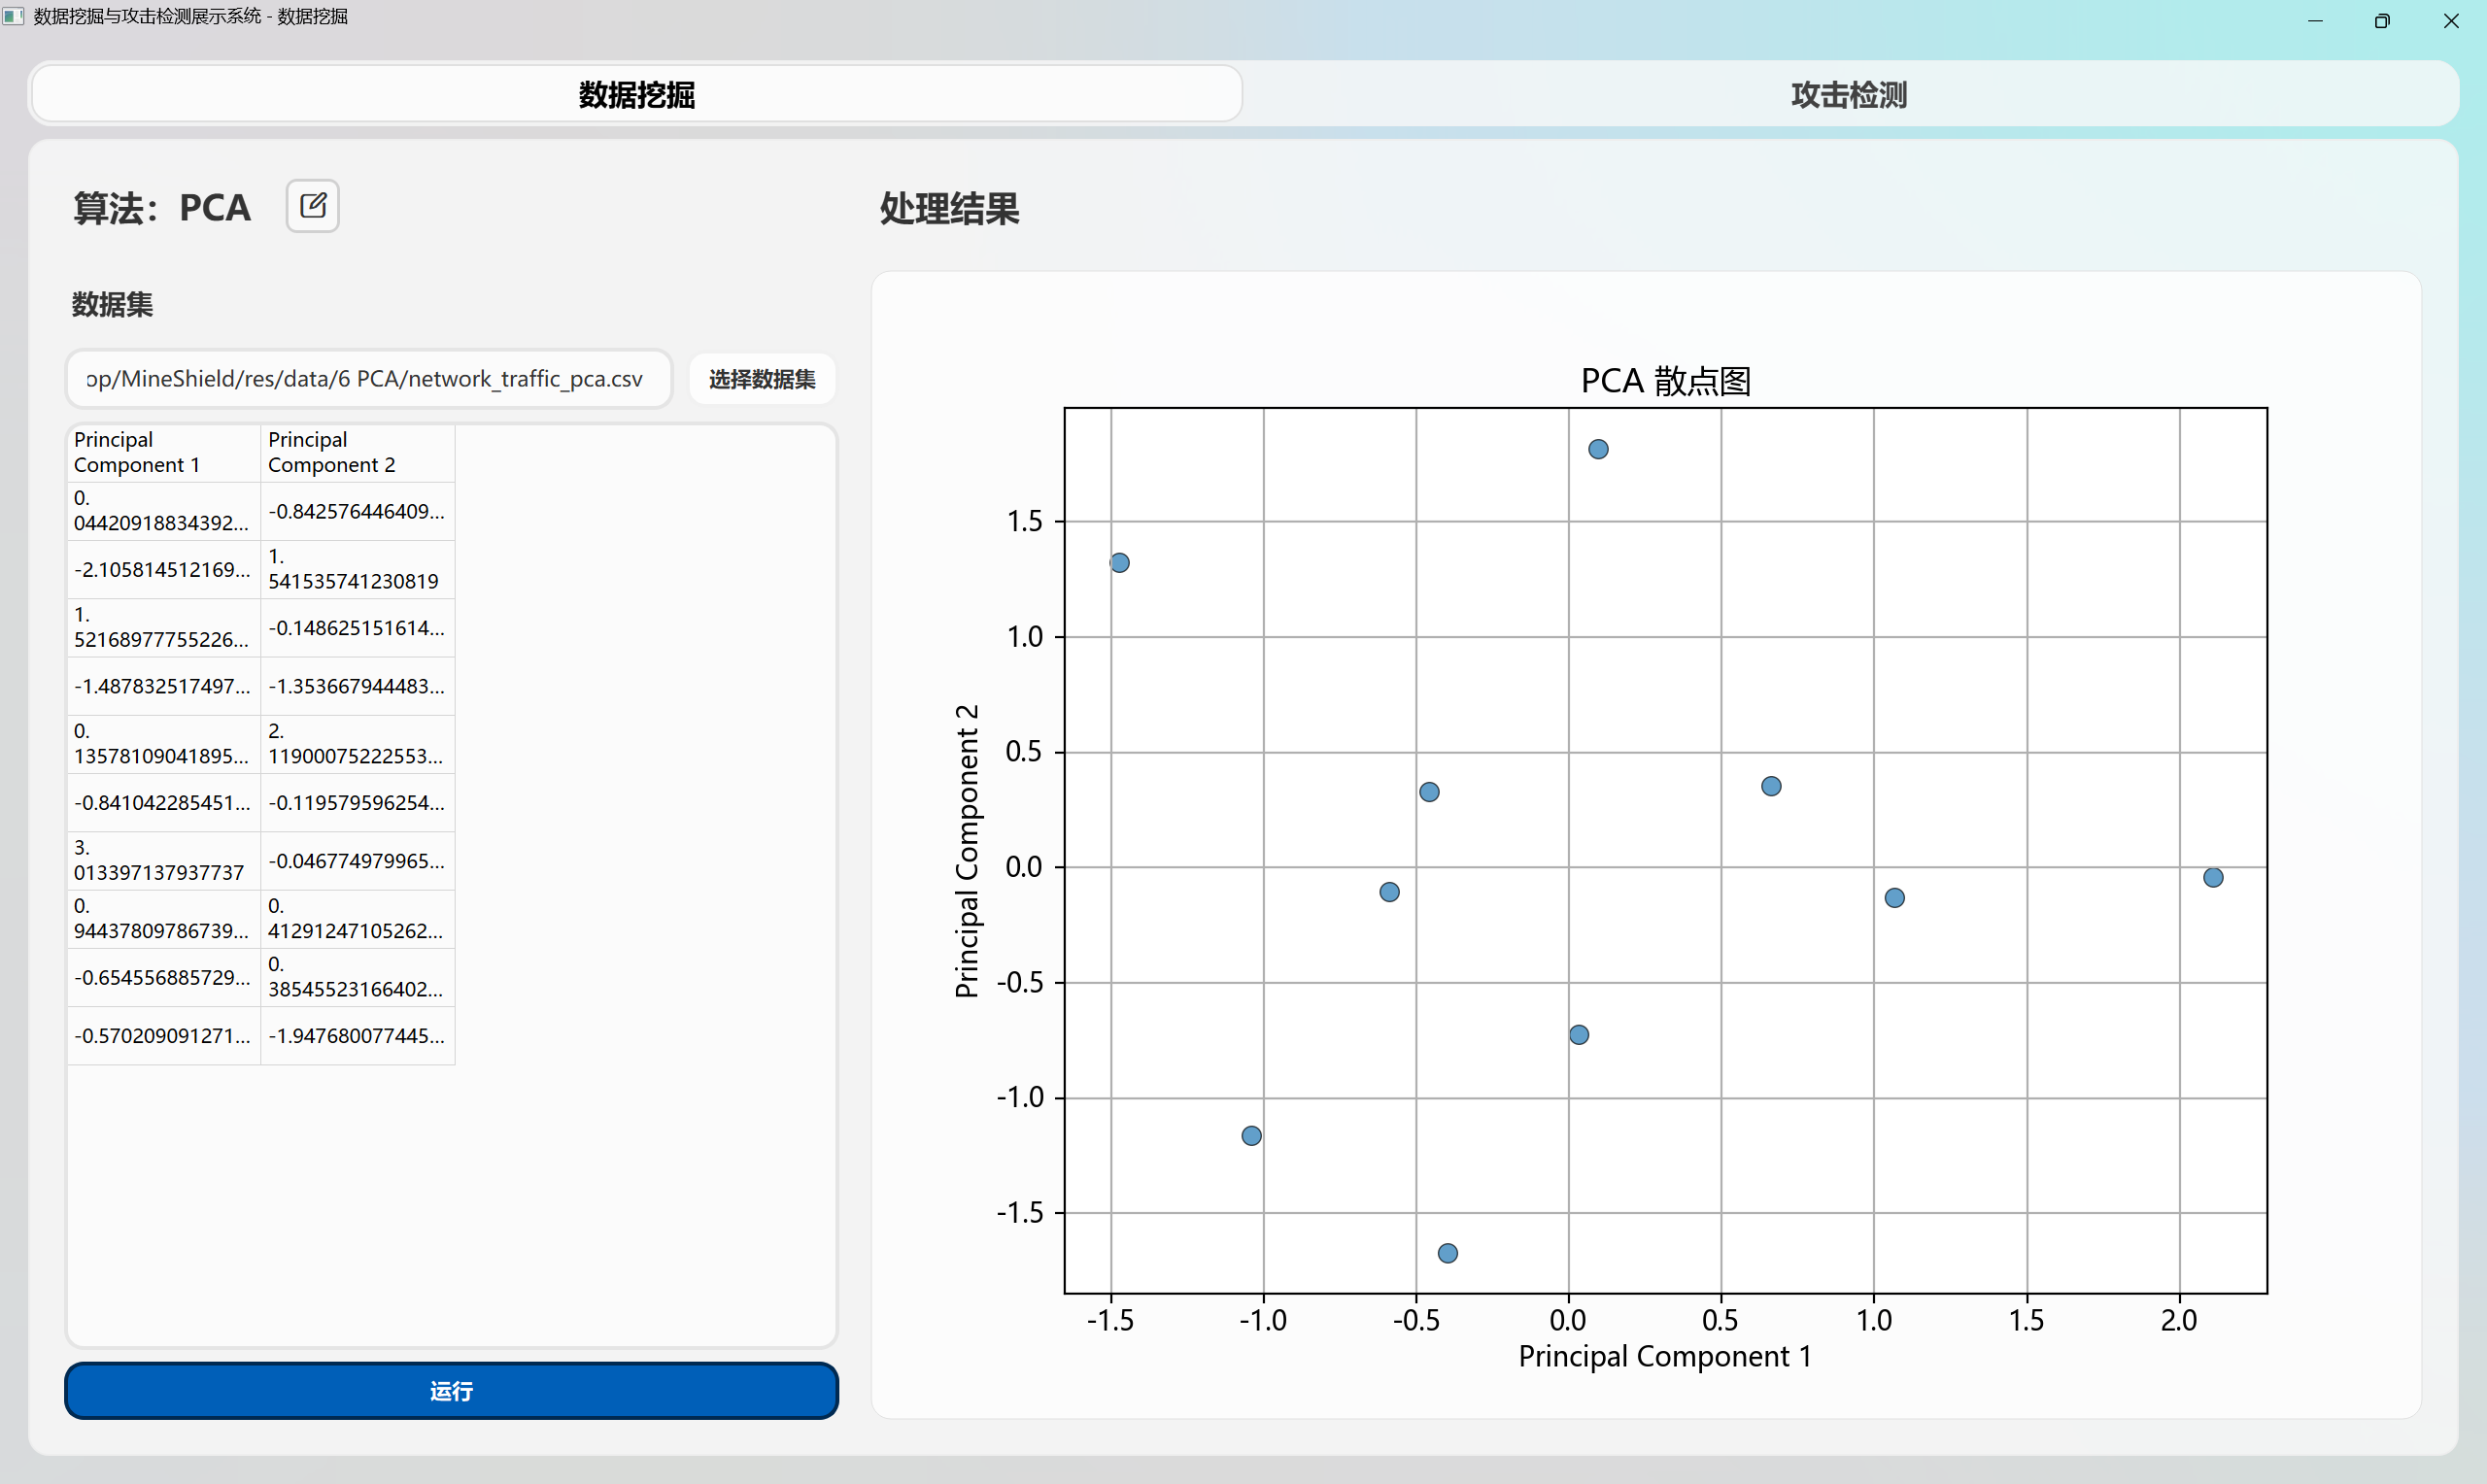 数据挖掘与攻击检测展示系统 - 数据挖掘
数据挖掘
攻击检测
算法：PCA
处理结果
数据集
op/MineShield/res/data/6 PCA/network_traffic_pca.csv
选择数据集
Principal
Component 1
Principal
Component 2
0.
04420918834392...
-0.842576446409...
-2.105814512169...
1.
541535741230819
1.
52168977755226...
-0.148625151614...
-1.487832517497...
-1.353667944483...
0.
13578109041895...
2.
11900075222553...
-0.841042285451...
-0.119579596254...
3.
013397137937737
-0.046774979965...
0.
94437809786739...
0.
41291247105262...
-0.654556885729...
0.
38545523166402...
-0.570209091271...
-1.947680077445...
运行
PCA 散点图
Principal Component 2
1.5
1.0
0.5
0.0
-0.5
-1.0
-1.5
-1.5
-1.0
-0.5
0.0
0.5
1.0
1.5
2.0
Principal Component 1